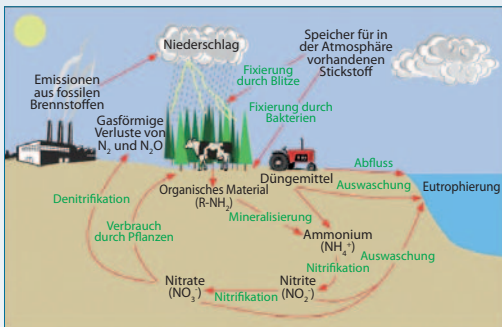 Niederschlag
Speicher für in
der Atmosphäre
vorhandenen
Stickstoff
Emissionen
aus fossilen
Brennstoffen
Fixierung
durch Blitze
Gasförmige
Verluste von
N₂ und N₂O
Fixierung durch
Bakterien
Abfluss
Düngemittel
Auswaschung
Eutrophierung
Denitrifikation
Organisches Material
(R-NH₂)
Mineralisierung
Verbrauch
durch Pflanzen
Ammonium
(NH₄⁺)
Auswaschung
Nitrifikation
Nitrate
(NO₃⁻)
Nitrifikation
Nitrite
(NO₂⁻)